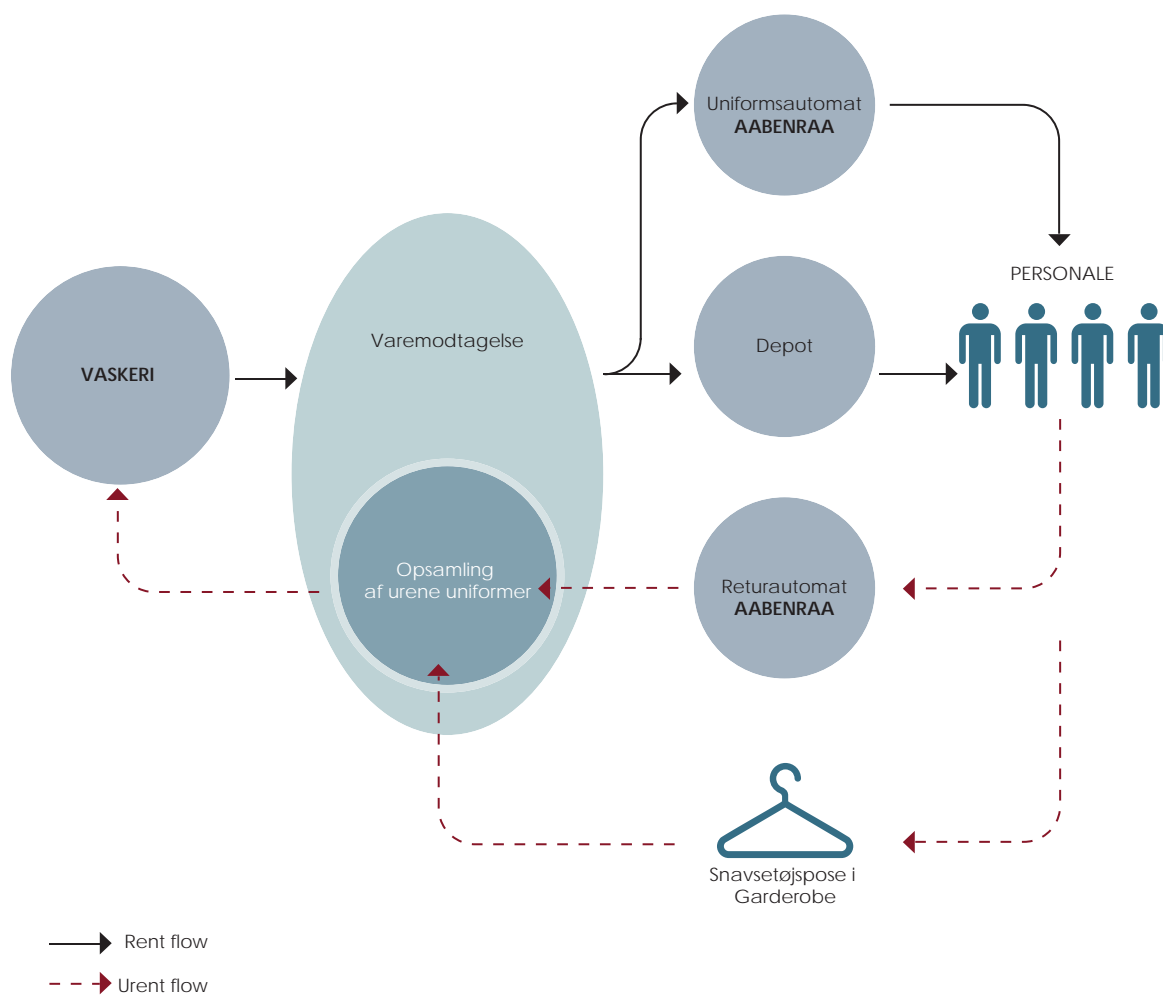 Uniformsautomat
AABENRAA
PERSONALE
Varemodtagelse
Depot
VASKERI
Opsamling
af urene uniformer
Returautomat
AABENRAA
Snavsetøjspose i
Garderobe
Rent flow
Urent flow